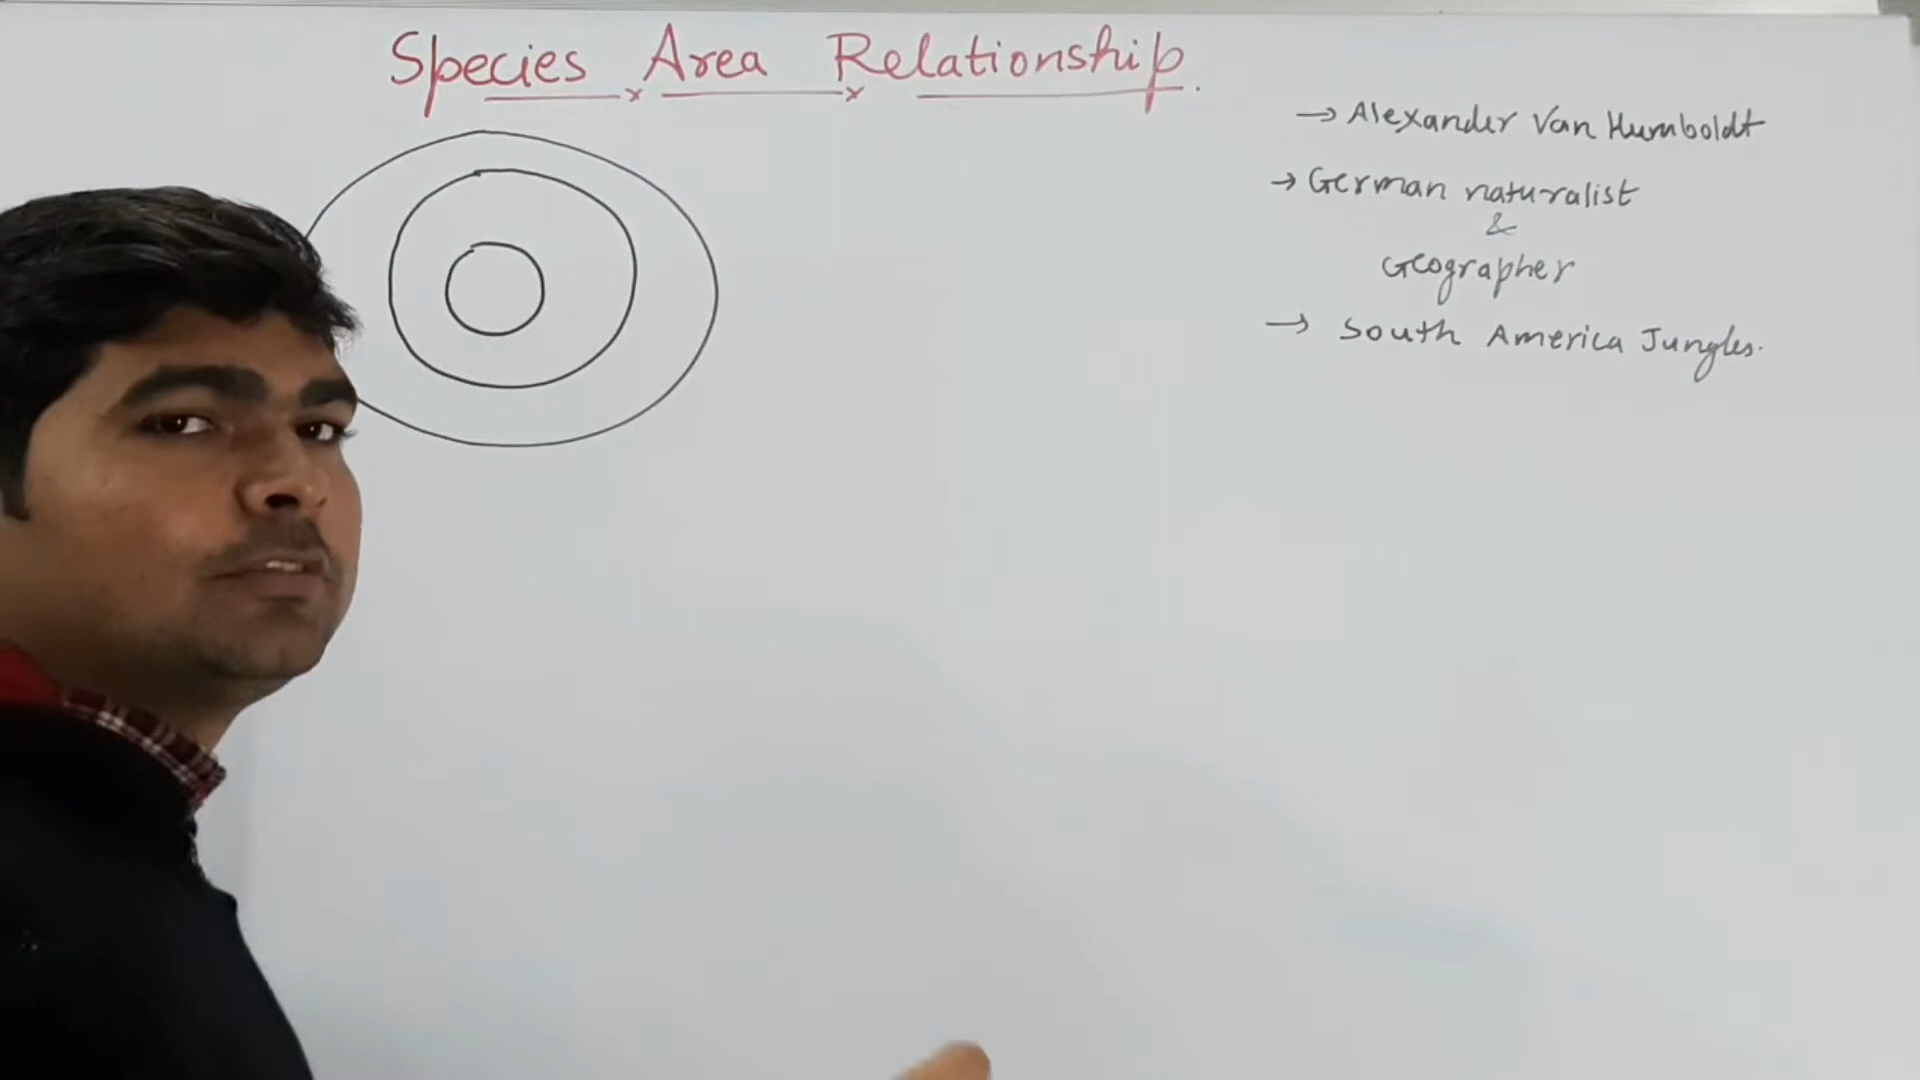 Species Area Relationship.
→ Alexander Van Humboldt
→ German naturalist
&
Geographer
→ South America Jungles.